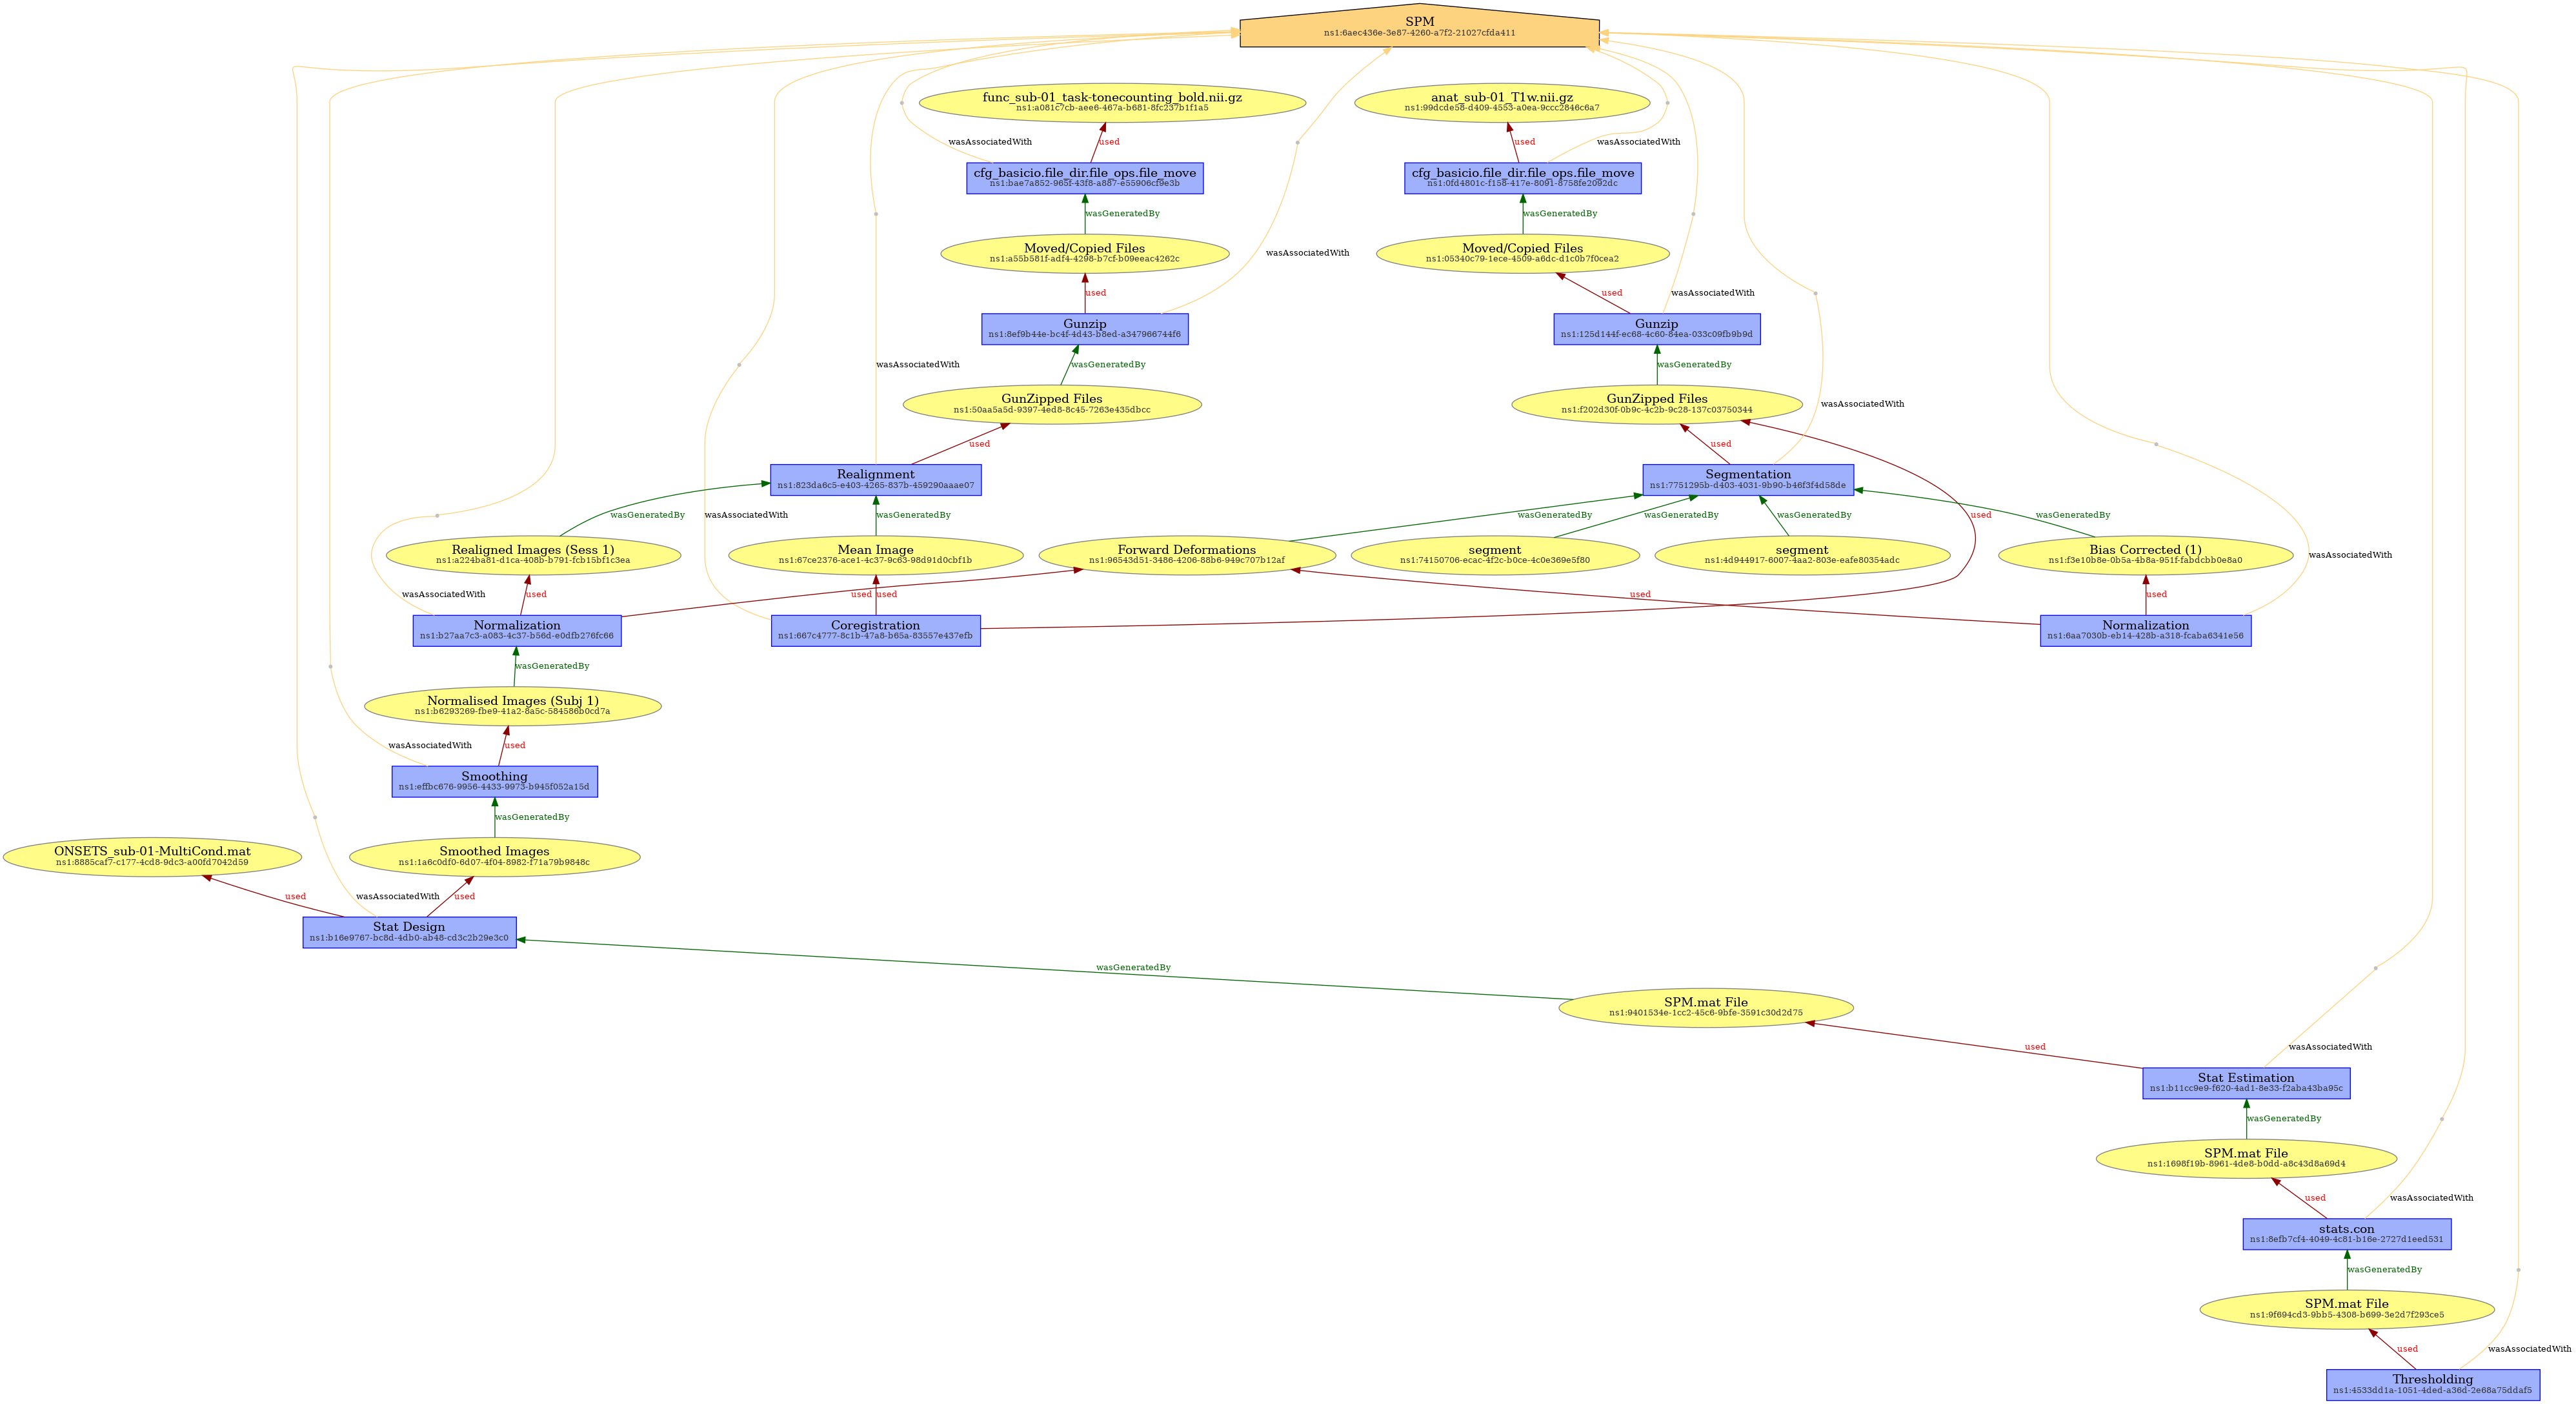 SPM
ns1:6aec436e-3e87-4260-a7f2-21027cfda411
func_sub-01_task-tonecounting_bold.nii.gz
ns1:a081c7cb-aee6-467a-b681-8fc237b1f1a5
anat_sub-01_T1w.nii.gz
ns1:99dcde58-d409-4553-a0ea-9ccc2846c6a7
wasAssociatedWith
used
used
wasAssociatedWith
cfg_basicio.file_dir.file_ops.file_move
ns1:bae7a852-965f-43f8-a887-e55906cf9e3b
cfg_basicio.file_dir.file_ops.file_move
ns1:0fd4801c-f158-417e-8091-8758fe2092dc
wasGeneratedBy
wasGeneratedBy
Moved/Copied Files
ns1:a55b581f-adf4-4298-b7cf-b09eeac4262c
wasAssociatedWith
Moved/Copied Files
ns1:05340c79-1ece-4509-a6dc-d1c0b7f0cea2
used
used
wasAssociatedWith
Gunzip
ns1:8ef9b44e-bc4f-4d43-b8ed-a347966744f6
Gunzip
ns1:125d144f-ec68-4c60-84ea-033c09fb9b9d
wasAssociatedWith
wasGeneratedBy
wasGeneratedBy
GunZipped Files
ns1:50aa5a5d-9397-4ed8-8c45-7263e435dbcc
GunZipped Files
ns1:f202d30f-0b9c-4c2b-9c28-137c03750344
wasAssociatedWith
used
used
Realignment
ns1:823da6c5-e403-4265-837b-459290aaae07
Segmentation
ns1:7751295b-d403-4031-9b90-b46f3f4d58de
wasGeneratedBy
wasAssociatedWith
wasGeneratedBy
wasGeneratedBy
wasGeneratedBy
wasGeneratedBy
used
wasGeneratedBy
Realigned Images (Sess 1)
ns1:a224ba81-d1ca-408b-b791-fcb15bf1c3ea
Mean Image
ns1:67ce2376-ace1-4c37-9c63-98d91d0cbf1b
Forward Deformations
ns1:96543d51-3486-4206-88b6-949c707b12af
segment
ns1:74150706-ecac-4f2c-b0ce-4c0e369e5f80
segment
ns1:4d944917-6007-4aa2-803e-eafe80354adc
Bias Corrected (1)
ns1:f3e10b8e-0b5a-4b8a-951f-fabdcbb0e8a0
wasAssociatedWith
wasAssociatedWith
used
used
used
used
used
Normalization
ns1:b27aa7c3-a083-4c37-b56d-e0dfb276fc66
Coregistration
ns1:667c4777-8c1b-47a8-b65a-83557e437efb
Normalization
ns1:6aa7030b-eb14-428b-a318-fcaba6341e56
wasGeneratedBy
Normalised Images (Subj 1)
ns1:b6293269-fbe9-41a2-8a5c-584586b0cd7a
wasAssociatedWith
used
Smoothing
ns1:effbc676-9956-4433-9973-b945f052a15d
wasGeneratedBy
ONSETS_sub-01-MultiCond.mat
ns1:8885caf7-c177-4cd8-9dc3-a00fd7042d59
Smoothed Images
ns1:1a6c0df0-6d07-4f04-8982-f71a79b9848c
used
wasAssociatedWith
used
Stat Design
ns1:b16e9767-bc8d-4db0-ab48-cd3c2b29e3c0
wasGeneratedBy
SPM.mat File
ns1:9401534e-1cc2-45c6-9bfe-3591c30d2d75
used
wasAssociatedWith
Stat Estimation
ns1:b11cc9e9-f620-4ad1-8e33-f2aba43ba95c
wasGeneratedBy
SPM.mat File
ns1:1698f19b-8961-4de8-b0dd-a8c43d8a69d4
used
wasAssociatedWith
stats.con
ns1:8efb7cf4-4049-4c81-b16e-2727d1eed531
wasGeneratedBy
SPM.mat File
ns1:9f694cd3-9bb5-4308-b699-3e2d7f293ce5
used
wasAssociatedWith
Thresholding
ns1:4533dd1a-1051-4ded-a36d-2e68a75ddaf5